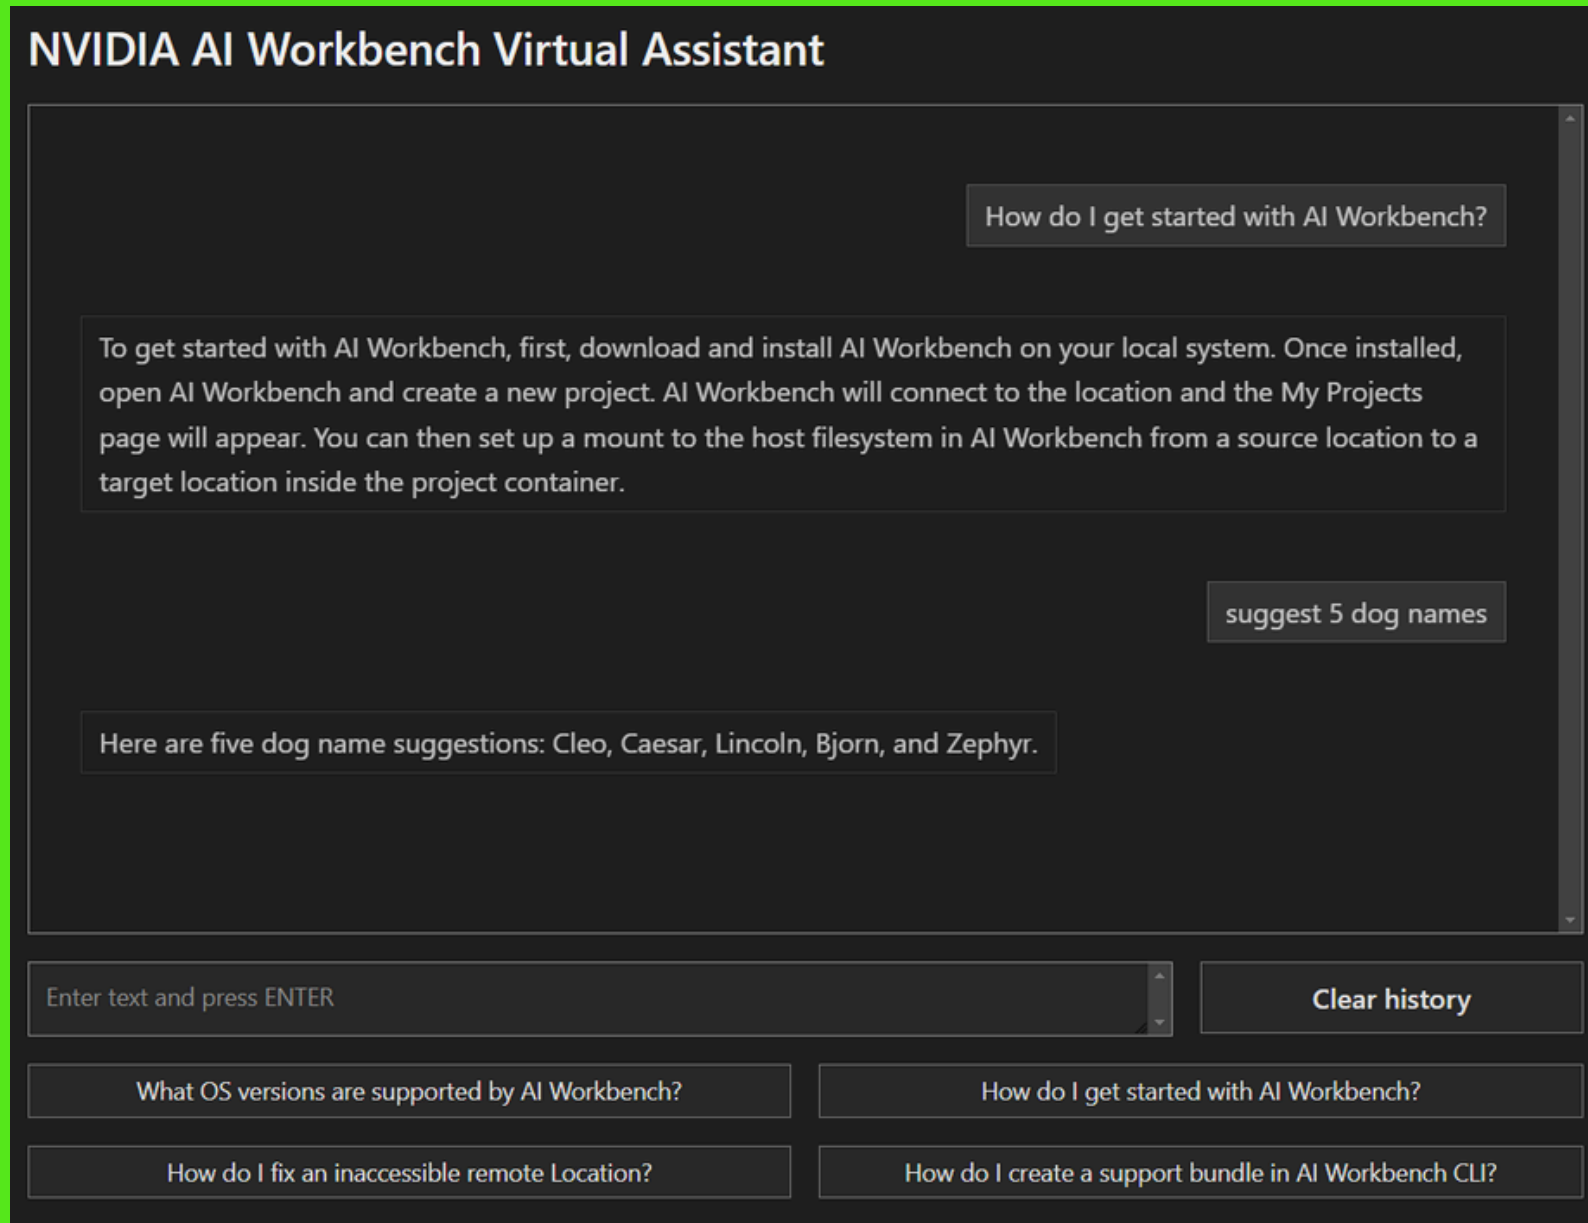 NVIDIA AI Workbench Virtual Assistant
How do I get started with AI Workbench?
To get started with AI Workbench, first, download and install AI Workbench on your local system. Once installed,
open AI Workbench and create a new project. AI Workbench will connect to the location and the My Projects
page will appear. You can then set up a mount to the host filesystem in AI Workbench from a source location to a
target location inside the project container.
suggest 5 dog names
Here are five dog name suggestions: Cleo, Caesar, Lincoln, Bjorn, and Zephyr.
Enter text and press ENTER
Clear history
What OS versions are supported by AI Workbench?
How do I get started with AI Workbench?
How do I fix an inaccessible remote Location?
How do I create a support bundle in AI Workbench CLI?